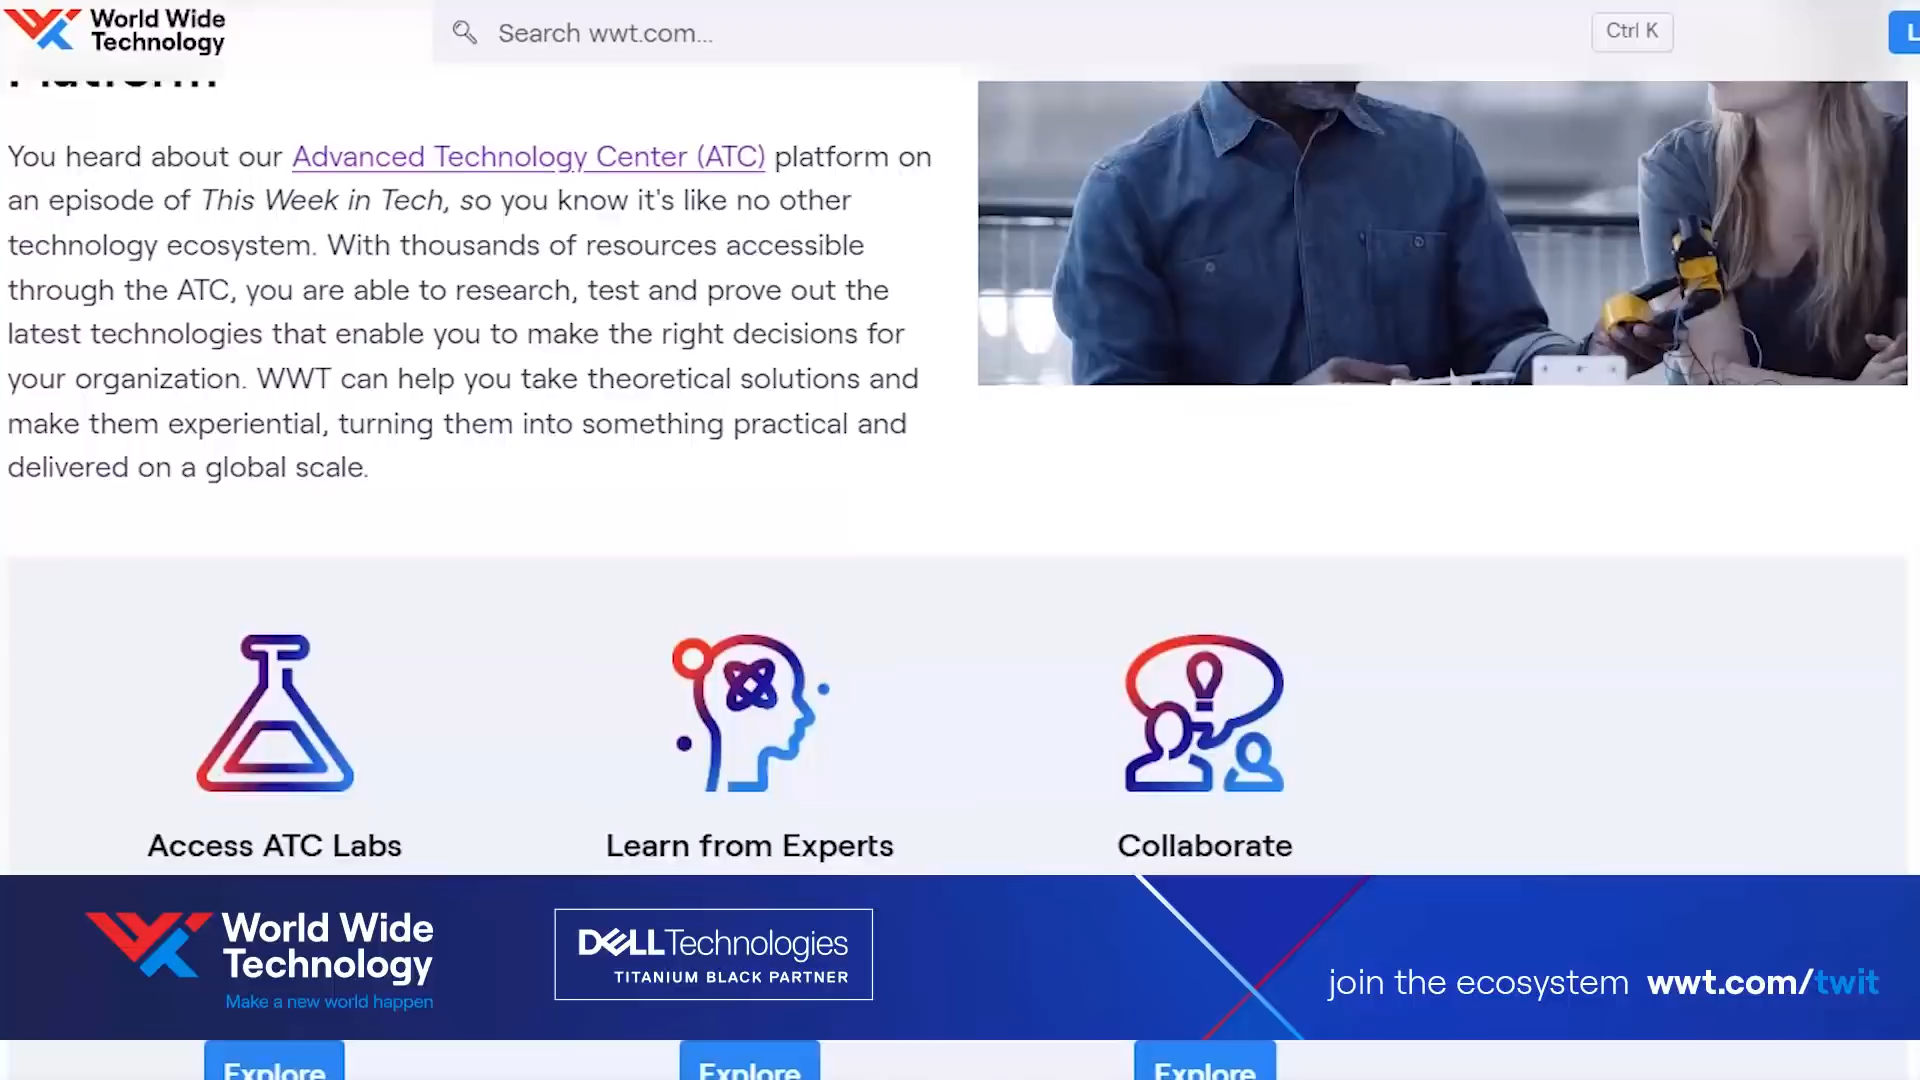 World Wide
Technology
Search wwt.com...
Ctrl K
L
Platform
You heard about our Advanced Technology Center (ATC) platform on
an episode of This Week in Tech, so you know it's like no other
technology ecosystem. With thousands of resources accessible
through the ATC, you are able to research, test and prove out the
latest technologies that enable you to make the right decisions for
your organization. WWT can help you take theoretical solutions and
make them experiential, turning them into something practical and
delivered on a global scale.
Access ATC Labs
Learn from Experts
Collaborate
World Wide
Technology
Make a new world happen
DELLTechnologies
TITANIUM BLACK PARTNER
join the ecosystem wwt.com/twit
Explore
Explore
Explore